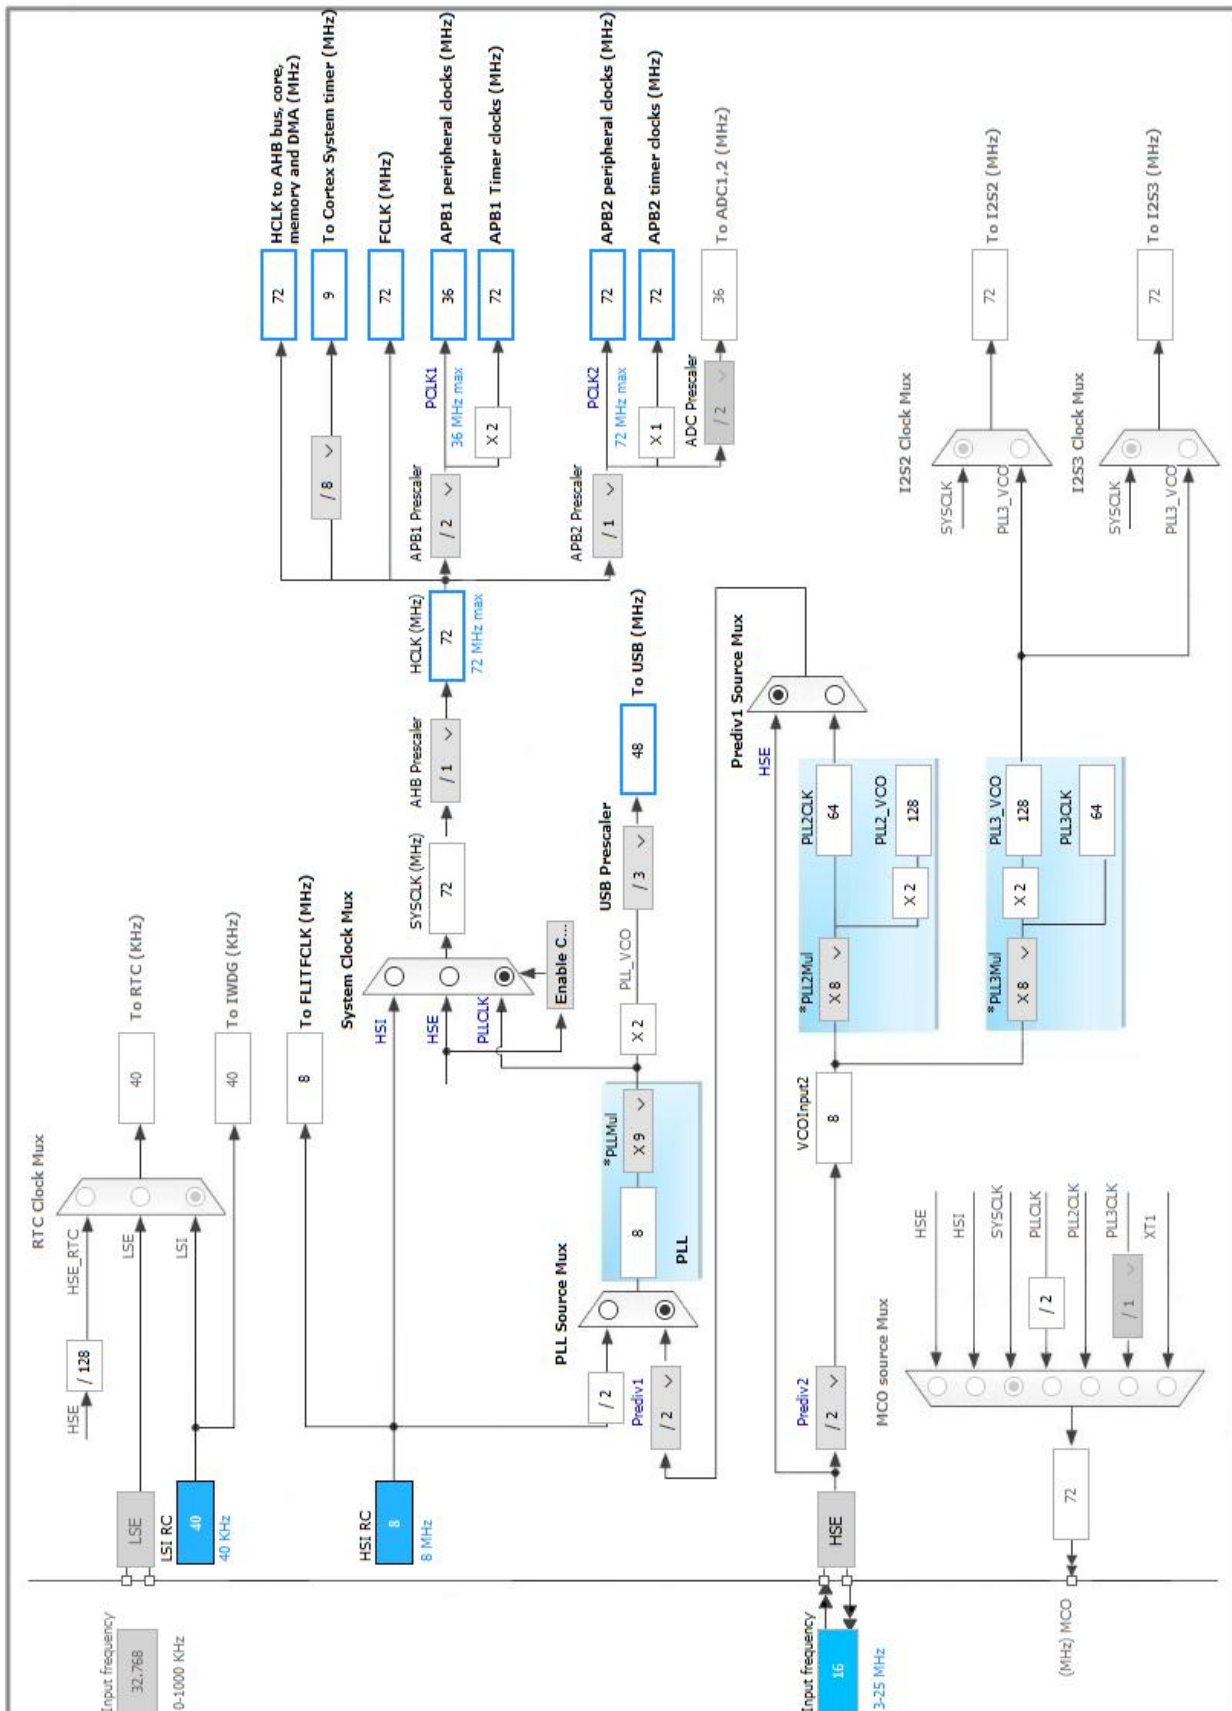 Input frequency
32.768
0-1000 KHz
LSE
LSI RC
40
40 KHz
HSE
/ 128
HSE_RTC
LSE
LSI
RTC Clock Mux
40
To RTC (KHz)
40
To IWDG (KHz)
HSI RC
8
8 MHz
8
To FLITFCLK (MHz)
System Clock Mux
HSI
HSE
PLLCLK
Enable C...
SYSCLK (MHz)
72
AHB Prescaler
/ 1
HCLK (MHz)
72
72 MHz max
/ 8
72
HCLK to AHB bus, core,
memory and DMA (MHz)
9
To Cortex System timer (MHz)
72
FCLK (MHz)
APB1 Prescaler
/ 2
PCLK1
36 MHz max
X 2
36
APB1 peripheral clocks (MHz)
72
APB1 Timer clocks (MHz)
APB2 Prescaler
/ 1
PCLK2
72 MHz max
X 1
ADC Prescaler
/ 2
72
APB2 peripheral clocks (MHz)
72
APB2 timer clocks (MHz)
36
To ADC1,2 (MHz)
PLL Source Mux
/ 2
Prediv1
/ 2
8
*PLLMul
X 9
PLL
X 2
PLL_VCO
USB Prescaler
/ 3
48
To USB (MHz)
Input frequency
16
3-25 MHz
HSE
Prediv2
/ 2
VCOInput2
8
HSE
Prediv1 Source Mux
*PLL2Mul
X 8
PLL2CLK
64
X 2
PLL2_VCO
128
*PLL3Mul
X 8
X 2
PLL3_VCO
128
PLL3CLK
64
I2S2 Clock Mux
SYSCLK
PLL3_VCO
72
To I2S2 (MHz)
I2S3 Clock Mux
SYSCLK
PLL3_VCO
72
To I2S3 (MHz)
MCO source Mux
HSE
HSI
SYSCLK
PLLCLK
/ 2
PLL2CLK
PLL3CLK
/ 1
XT1
72
(MHz) MCO